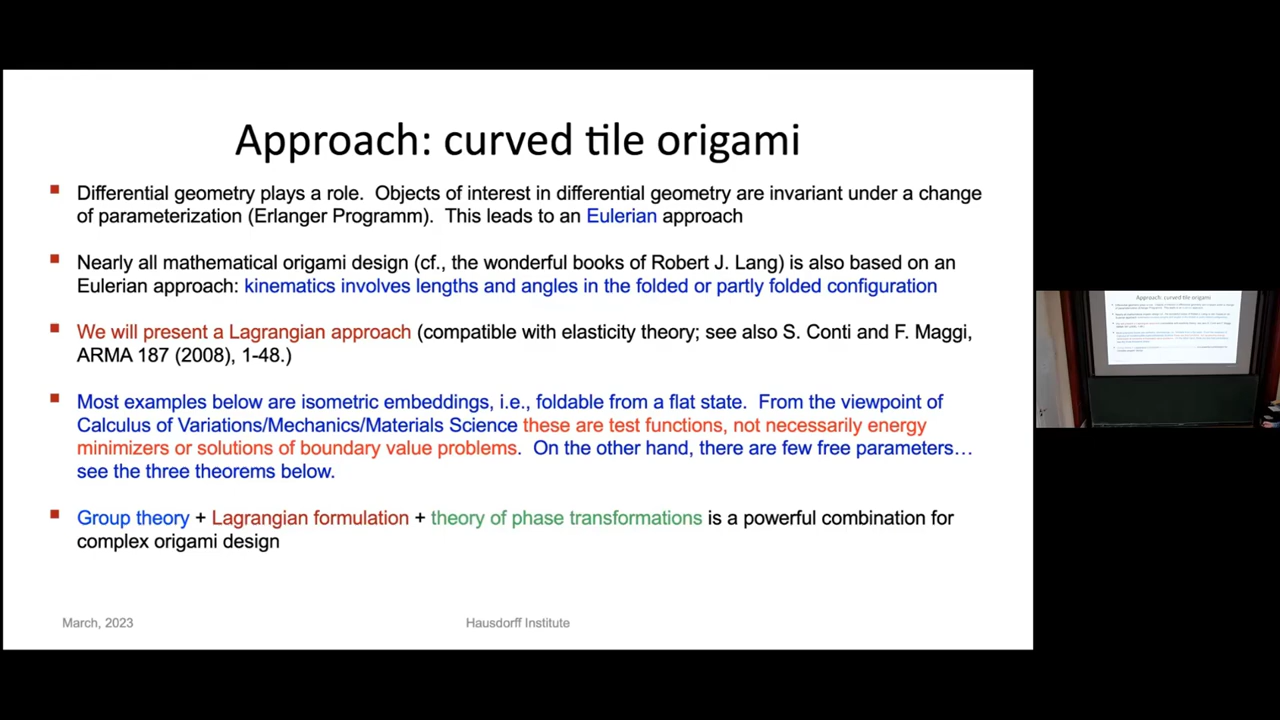 Approach: curved tile origami
Differential geometry plays a role. Objects of interest in differential geometry are invariant under a change
of parameterization (Erlanger Programm). This leads to an Eulerian approach
Nearly all mathematical origami design (cf., the wonderful books of Robert J. Lang) is also based on an
Eulerian approach: kinematics involves lengths and angles in the folded or partly folded configuration
We will present a Lagrangian approach (compatible with elasticity theory; see also S. Conti and F. Maggi,
ARMA 187 (2008), 1-48.)
Most examples below are isometric embeddings, i.e., foldable from a flat state. From the viewpoint of
Calculus of Variations/Mechanics/Materials Science these are test functions, not necessarily energy
minimizers or solutions of boundary value problems. On the other hand, there are few free parameters…
see the three theorems below.
Group theory + Lagrangian formulation + theory of phase transformations is a powerful combination for
complex origami design
March, 2023
Hausdorff Institute
Approach: curved tile origami